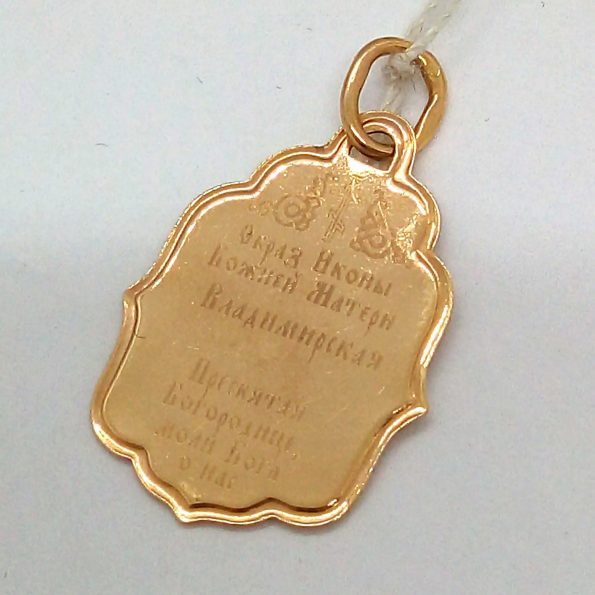 Образ Иконы
Божией Матери
Владимирская
Пресвятая
Богородице,
моли Бога
о нас